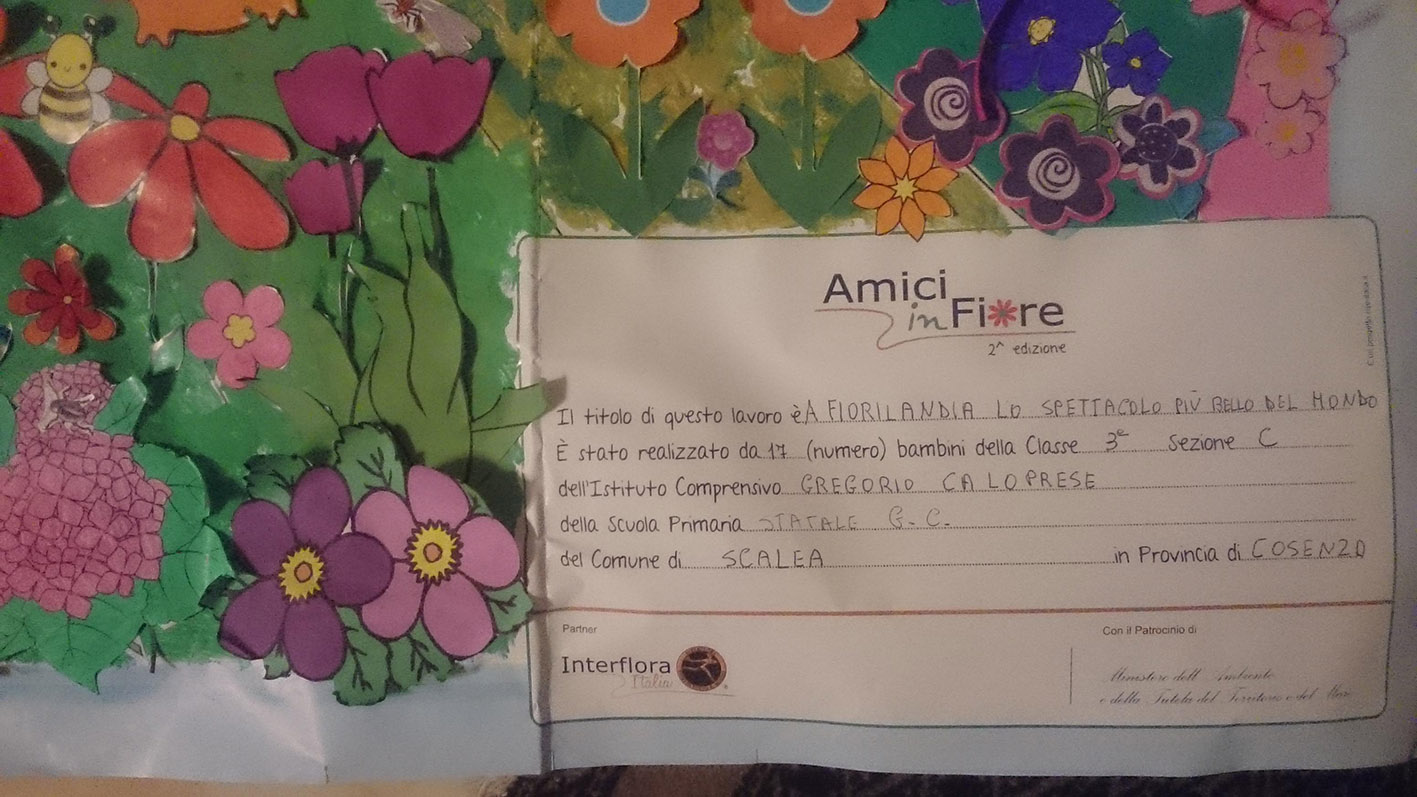 Amici
in Fiore
2^ edizione
Il titolo di questo lavoro è A FIORILANDIA LO SPETTACOLO PIÙ BELLO DEL MONDO
È stato realizzato da 17 (numero) bambini della Classe 3e Sezione C
dell'Istituto Comprensivo GREGORIO CALOPRESE
della Scuola Primaria STATALE G.C.
del Comune di SCALEA in Provincia di COSENZA
Partner
Con il Patrocinio di
Interflora
Italia
Ministero dell'Ambiente
e della Tutela del Territorio e del Mare